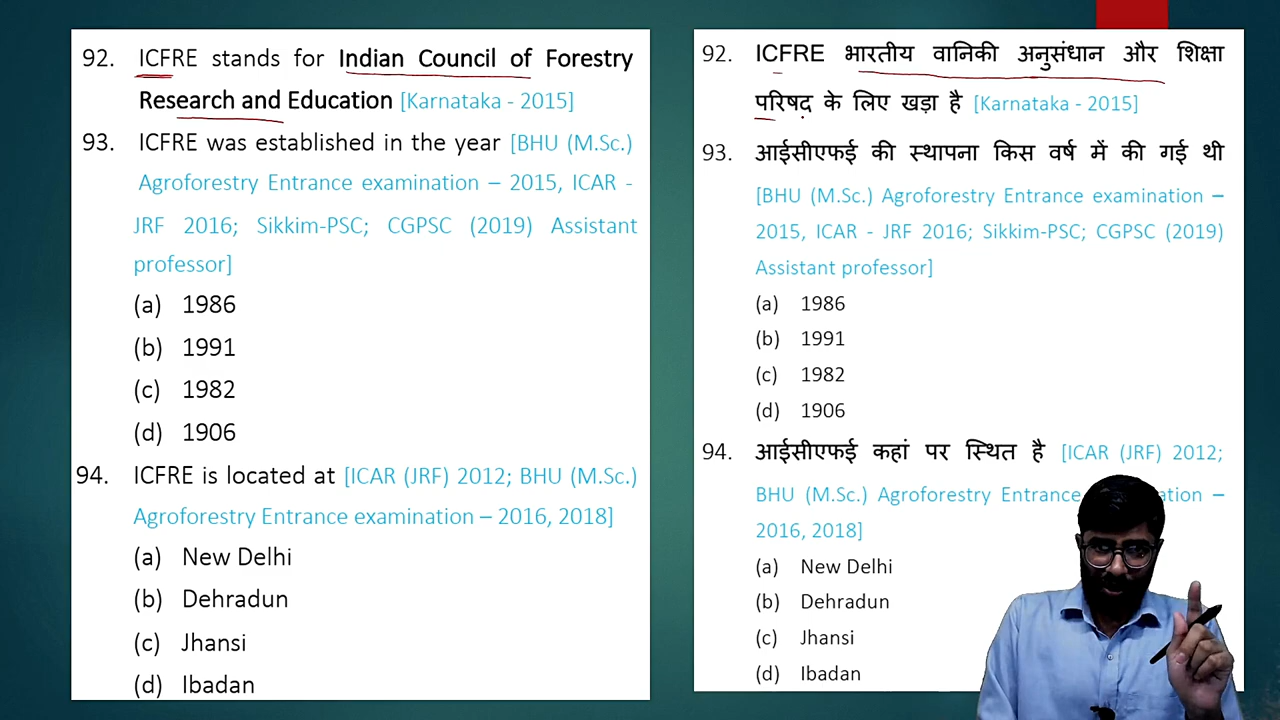 92. ICFRE stands for Indian Council of Forestry
Research and Education [Karnataka - 2015]
93. ICFRE was established in the year [BHU (M.Sc.)
Agroforestry Entrance examination – 2015, ICAR -
JRF 2016; Sikkim-PSC; CGPSC (2019) Assistant
professor]
(a) 1986
(b) 1991
(c) 1982
(d) 1906
94. ICFRE is located at [ICAR (JRF) 2012; BHU (M.Sc.)
Agroforestry Entrance examination – 2016, 2018]
(a) New Delhi
(b) Dehradun
(c) Jhansi
(d) Ibadan
92. ICFRE भारतीय वानिकी अनुसंधान और शिक्षा
परिषद के लिए खड़ा है [Karnataka - 2015]
93. आईसीएफई की स्थापना किस वर्ष में की गई थी
[BHU (M.Sc.) Agroforestry Entrance examination –
2015, ICAR - JRF 2016; Sikkim-PSC; CGPSC (2019)
Assistant professor]
(a) 1986
(b) 1991
(c) 1982
(d) 1906
94. आईसीएफई कहां पर स्थित है [ICAR (JRF) 2012;
BHU (M.Sc.) Agroforestry Entrance –
2016, 2018]
(a) New Delhi
(b) Dehradun
(c) Jhansi
(d) Ibadan